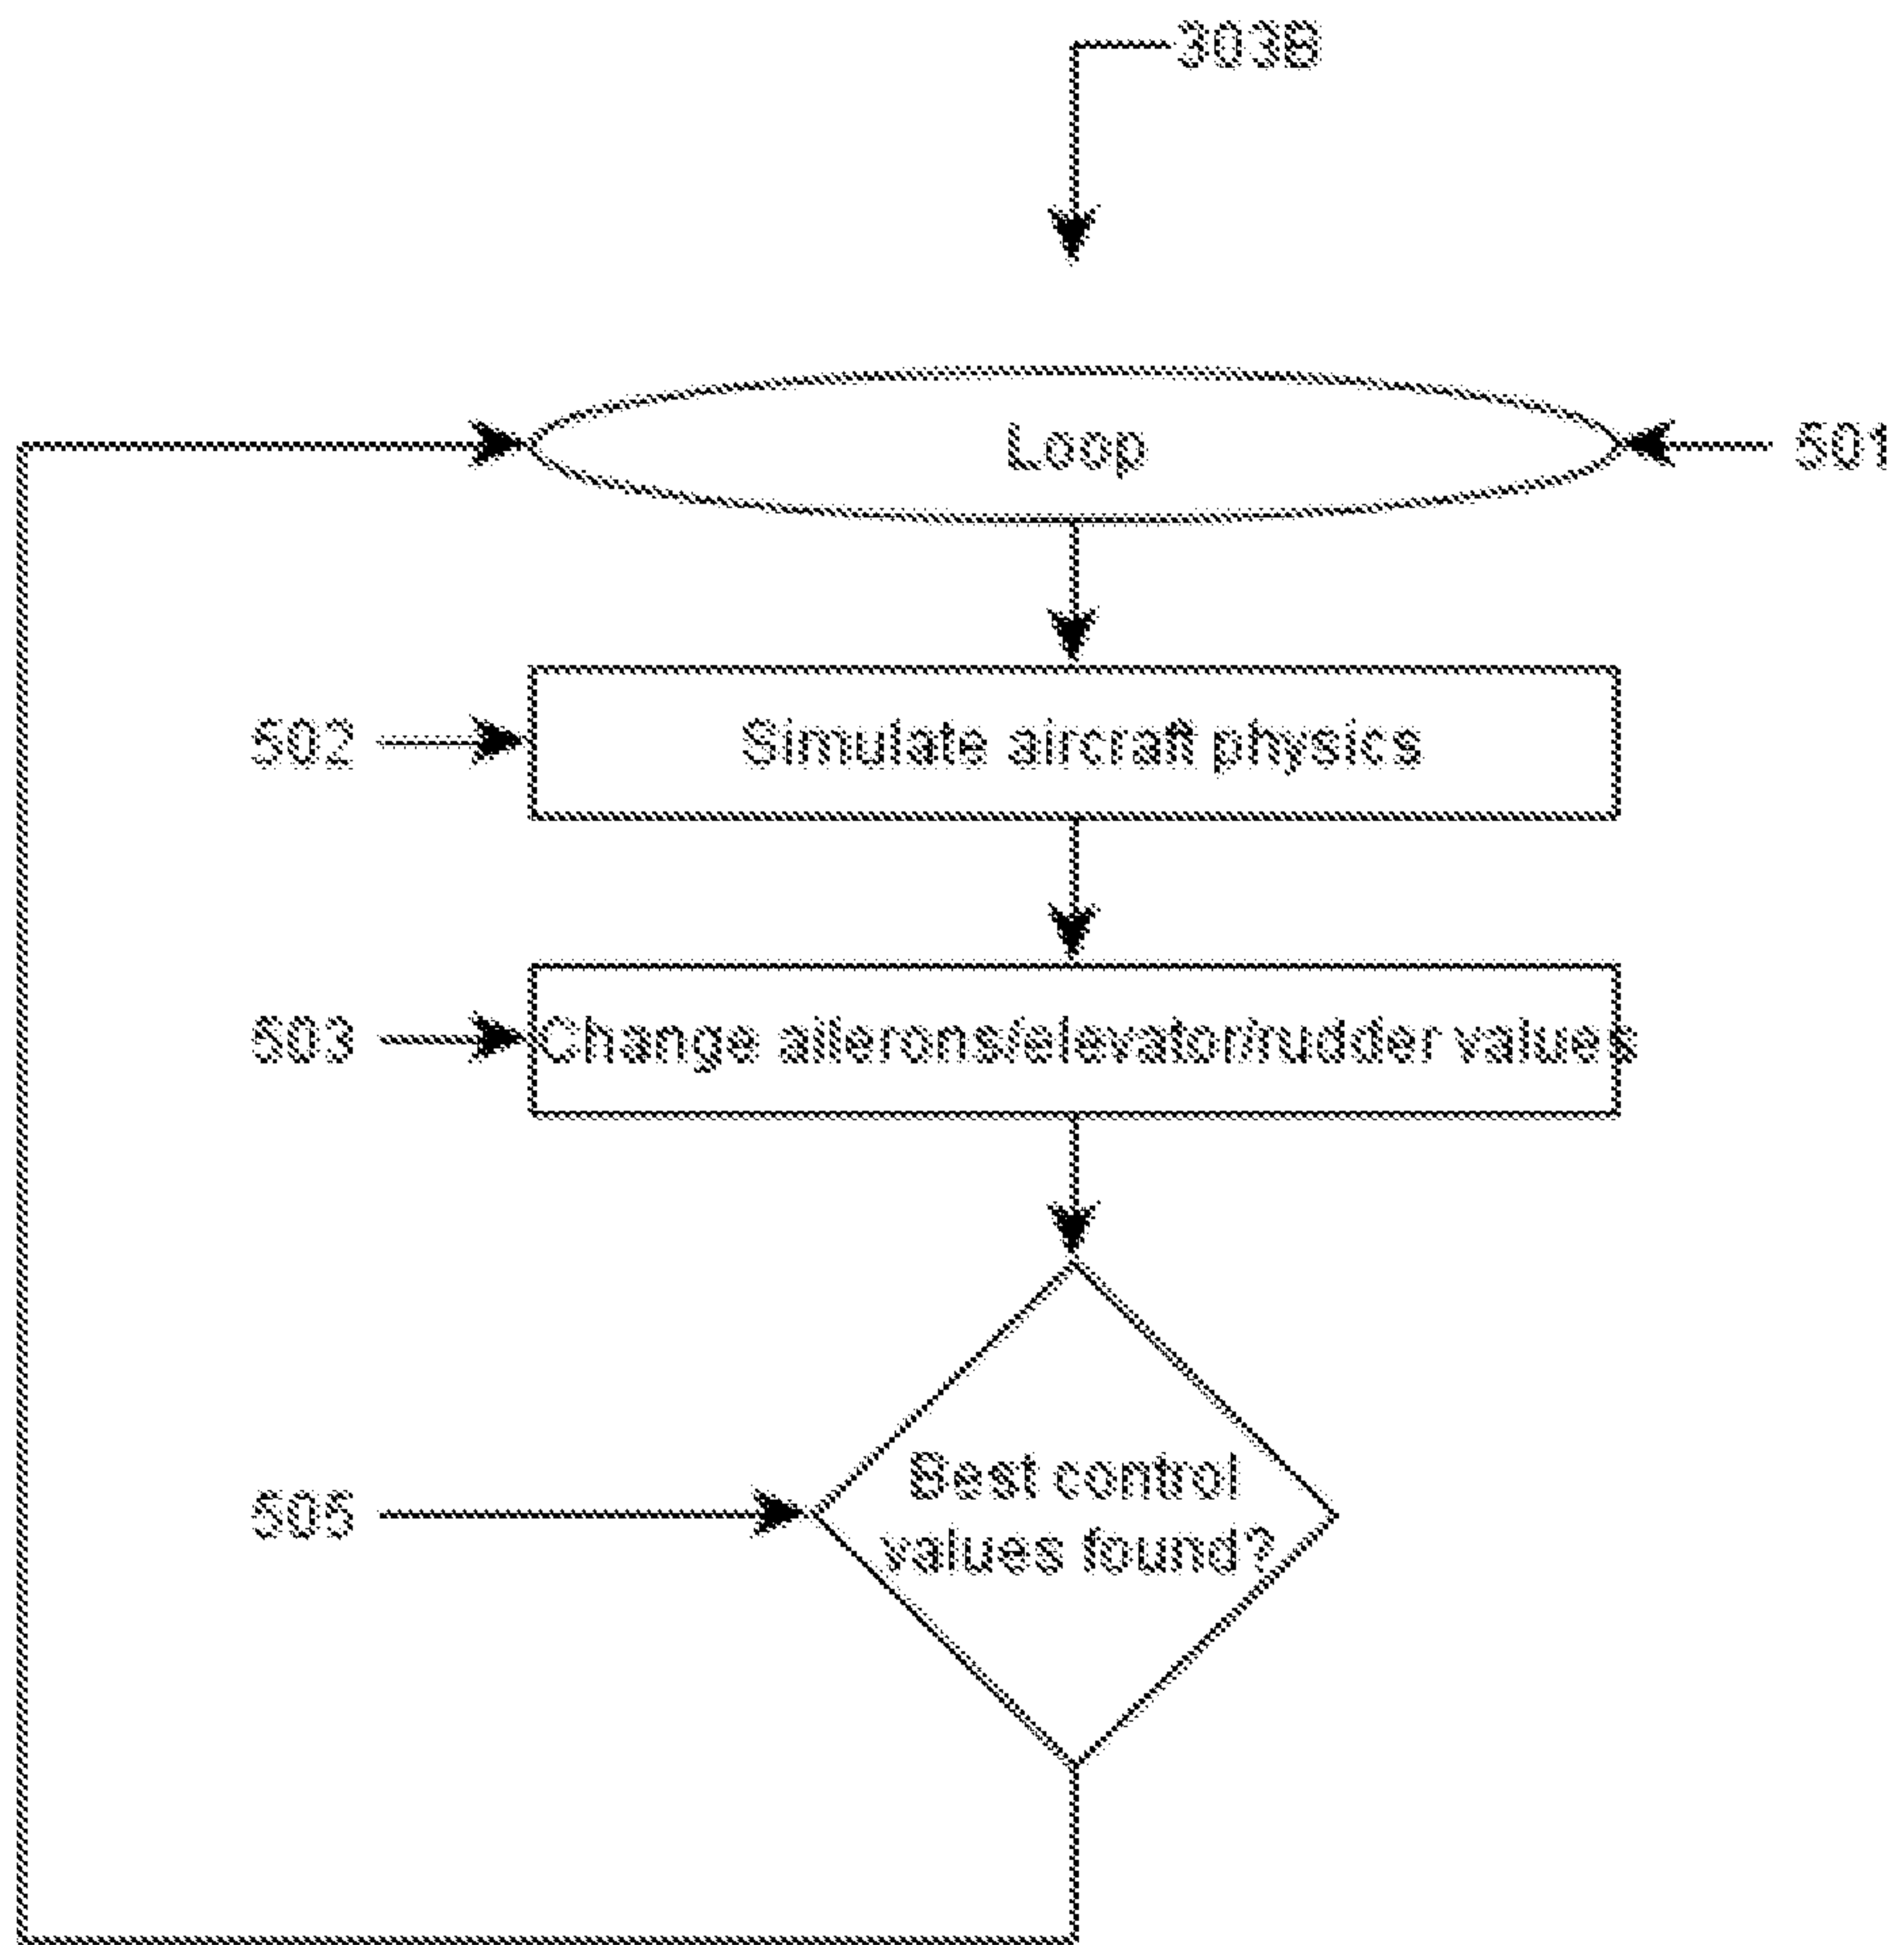 303B
Loop
501
502
Simulate aircraft physics
503
Change ailerons/elevator/rudder values
505
Best control
values found?